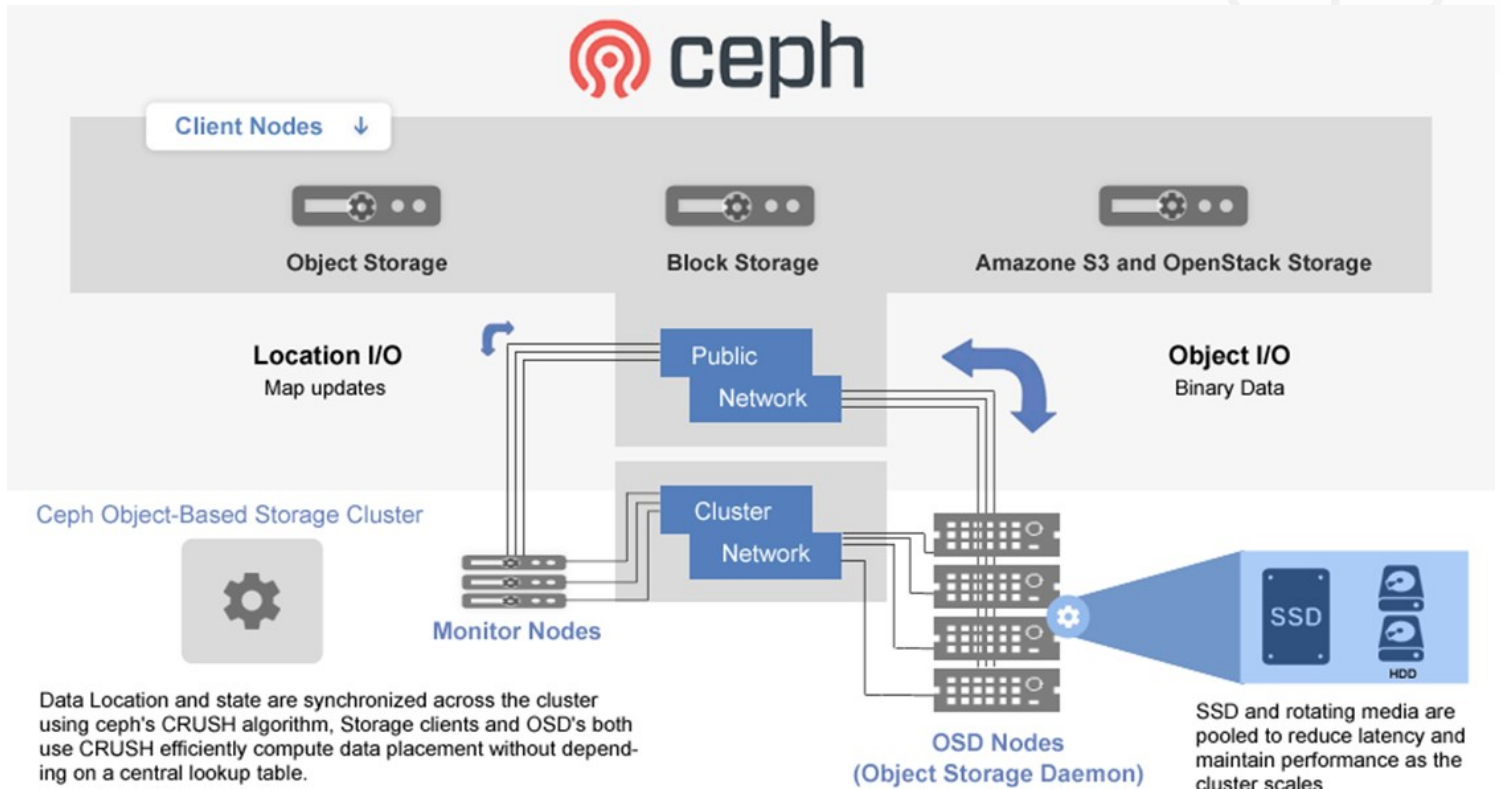 ceph
Client Nodes ↓
Object Storage
Block Storage
Amazone S3 and OpenStack Storage
Location I/O
Map updates
Public
Network
Object I/O
Binary Data
Ceph Object-Based Storage Cluster
Cluster
Network
Monitor Nodes
SSD
HDD
Data Location and state are synchronized across the cluster
using ceph's CRUSH algorithm, Storage clients and OSD's both
use CRUSH efficiently compute data placement without depend-
ing on a central lookup table.
OSD Nodes
(Object Storage Daemon)
SSD and rotating media are
pooled to reduce latency and
maintain performance as the
cluster scales